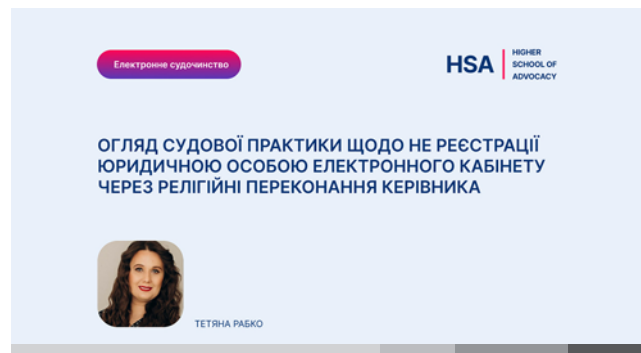 Електронне судочинство
HSA
HIGHER
SCHOOL OF
ADVOCACY
ОГЛЯД СУДОВОЇ ПРАКТИКИ ЩОДО НЕ РЕЄСТРАЦІЇ
ЮРИДИЧНОЮ ОСОБОЮ ЕЛЕКТРОННОГО КАБІНЕТУ
ЧЕРЕЗ РЕЛІГІЙНІ ПЕРЕКОНАННЯ КЕРІВНИКА
ТЕТЯНА РАБКО